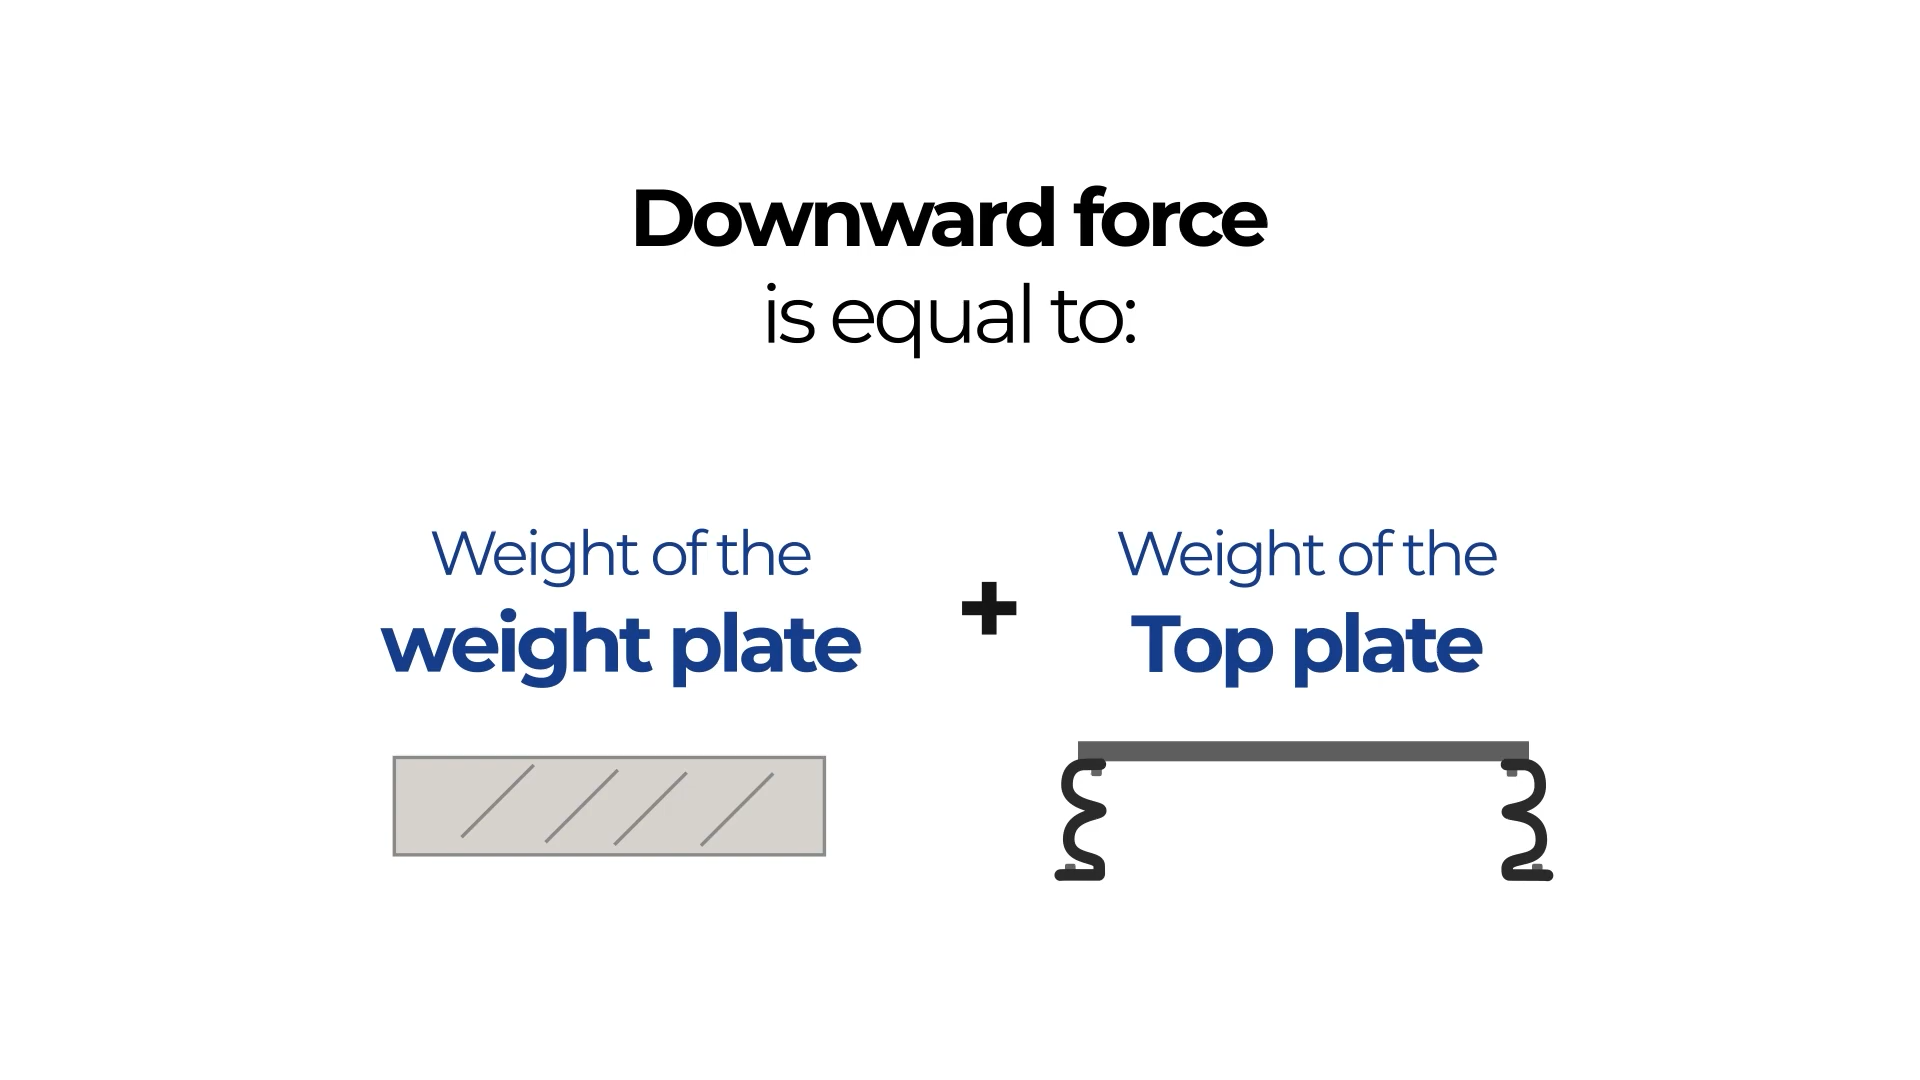 Downward force
is equal to:
Weight of the
weight plate
+
Weight of the
Top plate